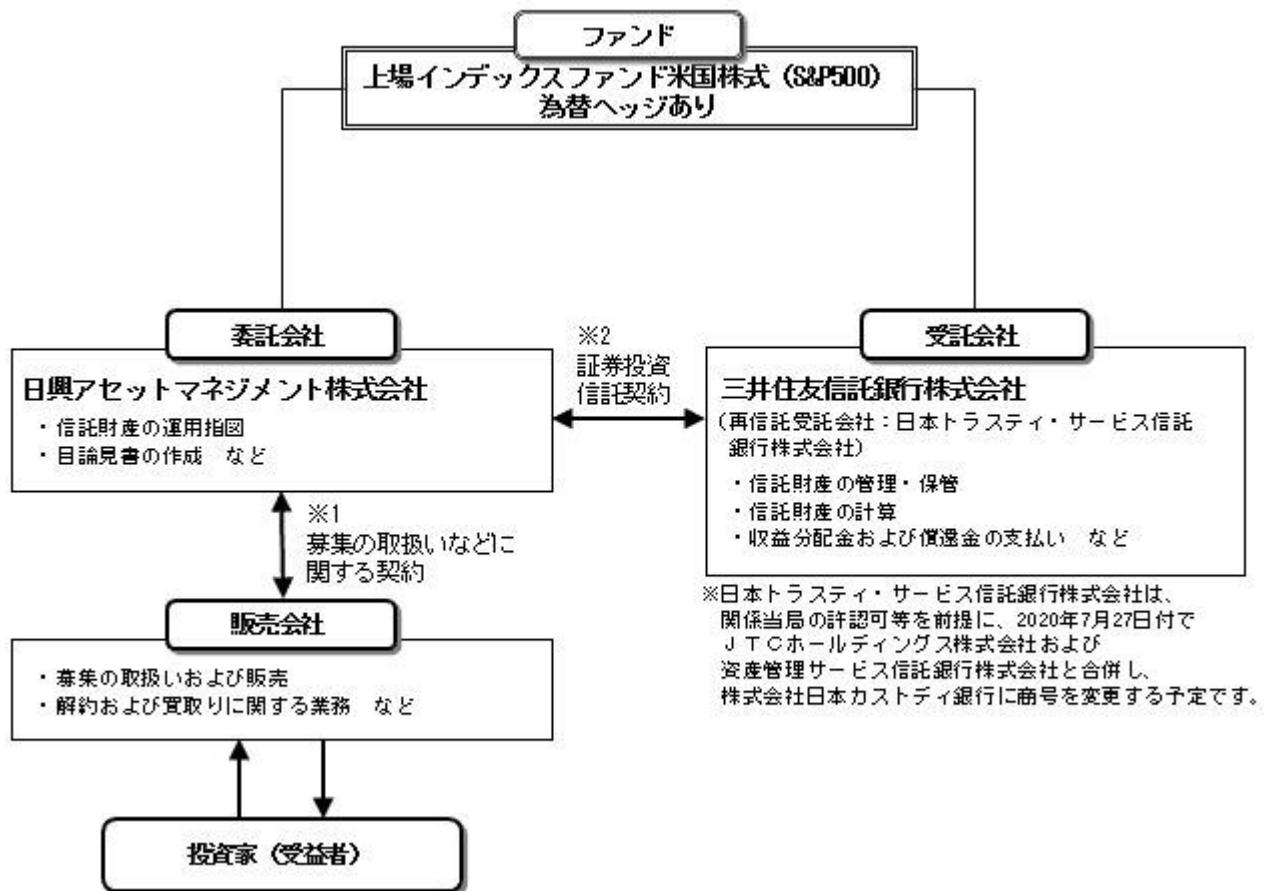 ファンド
上場インデックスファンド米国株式（S&P500）
為替ヘッジあり
委託会社
日興アセットマネジメント株式会社
・信託財産の運用指図
・目論見書の作成　など
※2
証券投資
信託契約
受託会社
三井住友信託銀行株式会社
（再信託受託会社：日本トラスティ・サービス信託
銀行株式会社）
・信託財産の管理・保管
・信託財産の計算
・収益分配金および償還金の支払い　など
※1
募集の取扱いなどに
関する契約
※日本トラスティ・サービス信託銀行株式会社は、
関係当局の許認可等を前提に、2020年7月27日付で
ＪＴＣホールディングス株式会社および
資産管理サービス信託銀行株式会社と合併し、
株式会社日本カストディ銀行に商号を変更する予定です。
販売会社
・募集の取扱いおよび販売
・解約および買取りに関する業務　など
投資家（受益者）